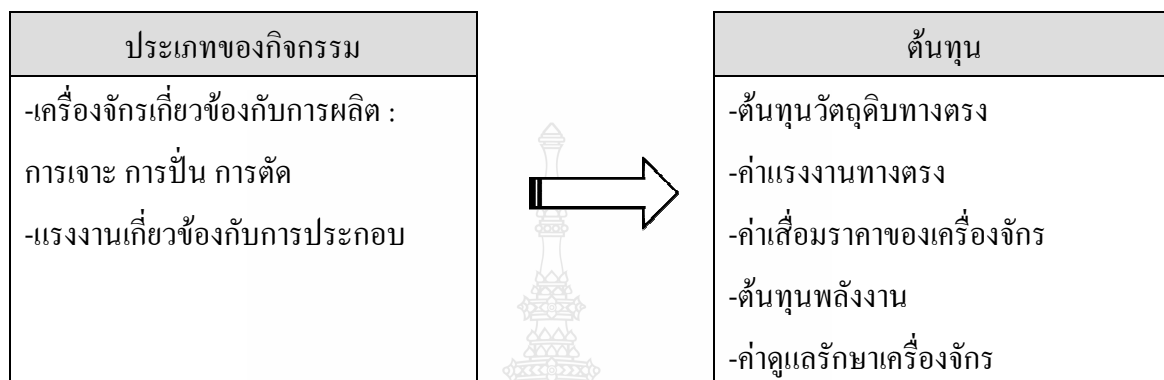 ประเภทของกิจกรรม
-เครื่องจักรเกี่ยวข้องกับการผลิต :
การเจาะ การปั่น การตัด
-แรงงานเกี่ยวข้องกับการประกอบ
ต้นทุน
-ต้นทุนวัตถุดิบทางตรง
-ค่าแรงงานทางตรง
-ค่าเสื่อมราคาของเครื่องจักร
-ต้นทุนพลังงาน
-ค่าดูแลรักษาเครื่องจักร